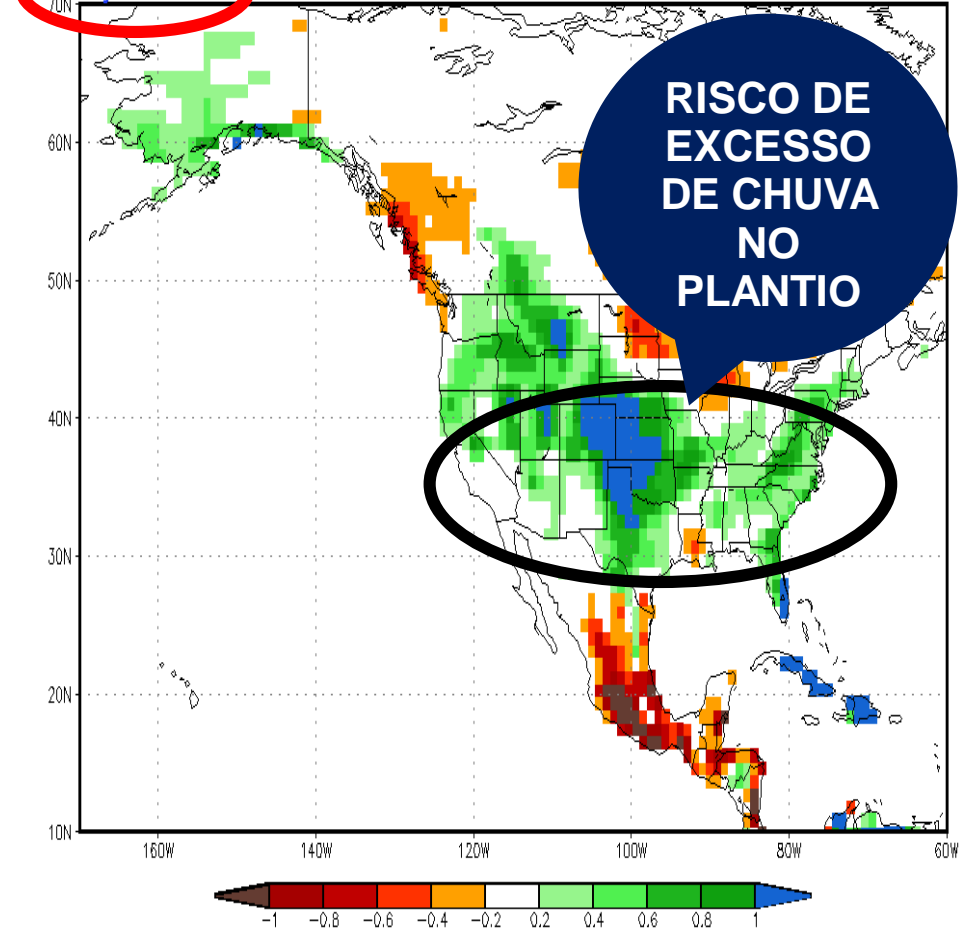 70N
RISCO DE
EXCESSO
DE CHUVA
NO
PLANTIO
60N
50N
40N
30N
20N
10N
160W 140W 120W 100W 80W 60W
-1 -0.8 -0.6 -0.4 -0.2 0.2 0.4 0.6 0.8 1